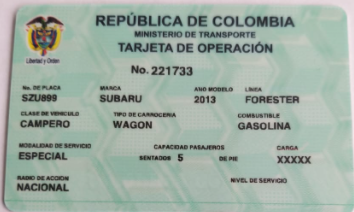 REPÚBLICA DE COLOMBIA
MINISTERIO DE TRANSPORTE
TARJETA DE OPERACIÓN
Libertad y Orden
No. 221733
No. DE PLACA MARCA AÑO MODELO LÍNEA
SZU899 SUBARU 2013 FORESTER
CLASE DE VEHICULO TIPO DE CARROCERIA COMBUSTIBLE
CAMPERO WAGON GASOLINA
MODALIDAD DE SERVICIO CAPACIDAD PASAJEROS CARGA
ESPECIAL SENTADOS 5 DE PIE XXXXX
RADIO DE ACCIÓN NIVEL DE SERVICIO
NACIONAL